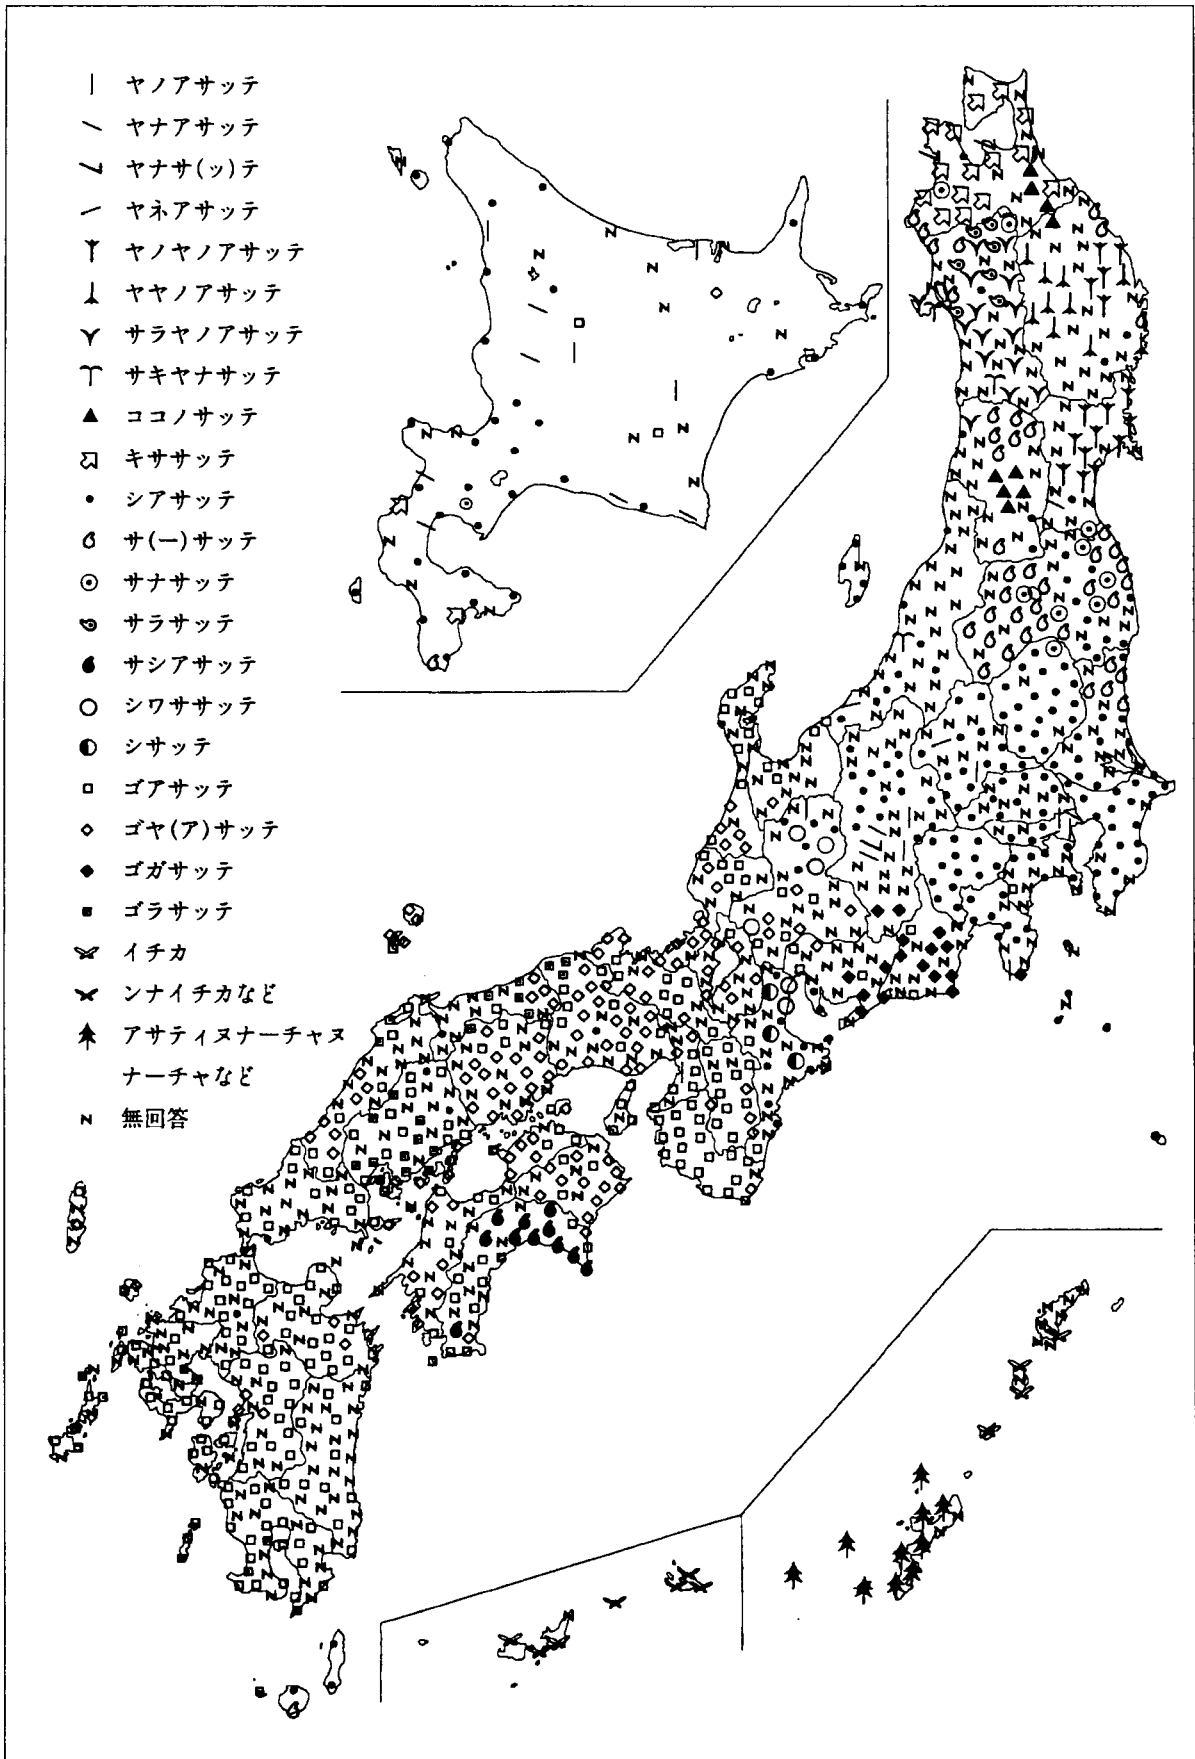 ヤノアサッテ
ヤナアサッテ
ヤナサ(ッ)テ
ヤネアサッテ
ヤノヤノアサッテ
ヤヤノアサッテ
サラヤノアサッテ
サキヤナサッテ
ココノサッテ
キササッテ
シアサッテ
サ(ー)サッテ
サナサッテ
サラサッテ
サシアサッテ
シワササッテ
シサッテ
ゴアサッテ
ゴヤ(ア)サッテ
ゴガサッテ
ゴラサッテ
イチカ
ンナイチカなど
アサティヌナーチャヌ
ナーチャなど
N 無回答